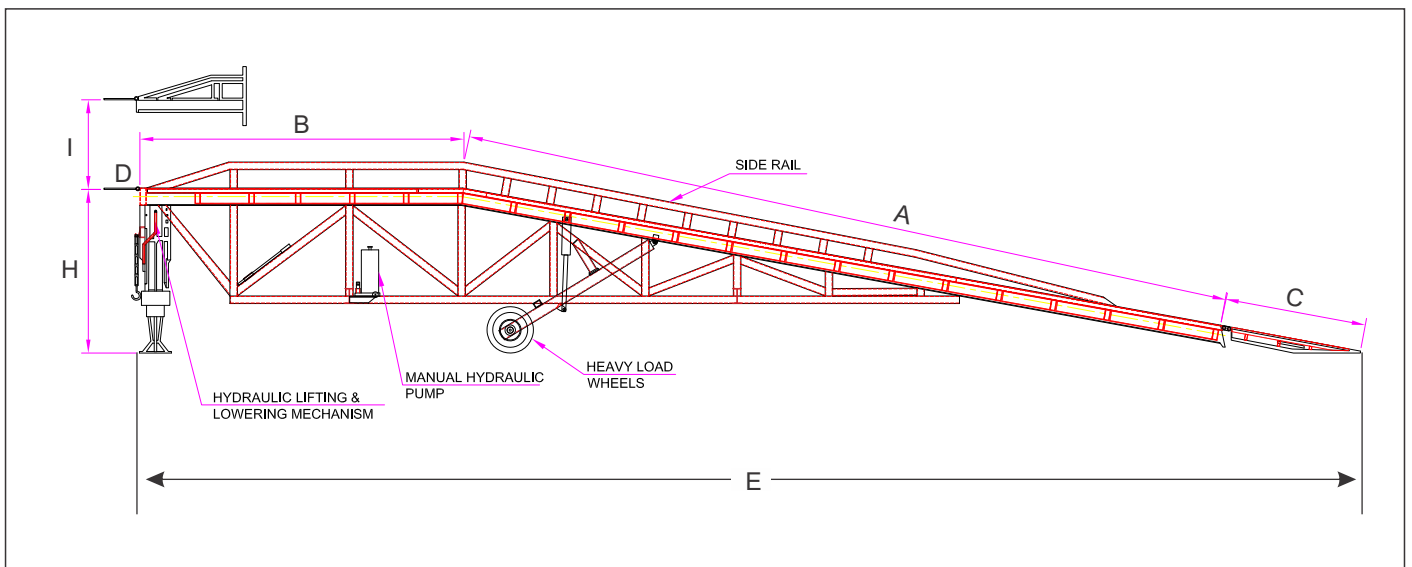 B
I
D
SIDE RAIL
A
H
C
HEAVY LOAD
WHEELS
MANUAL HYDRAULIC
PUMP
HYDRAULIC LIFTING &
LOWERING MECHANISM
E